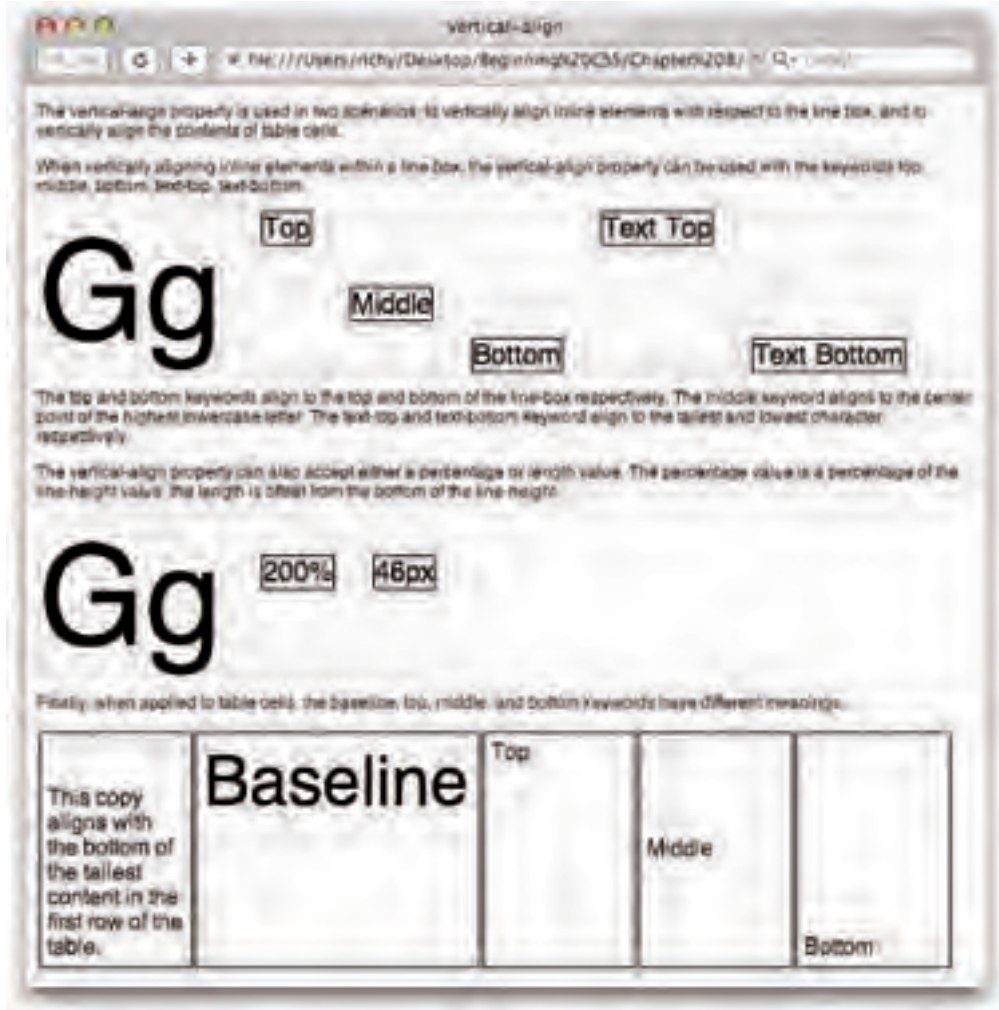 vertical-align
file:///Users/richy/Desktop/Beginning%20CSS/Chapter%208/
The vertical-align property is used in two scenarios: to vertically align inline elements with respect to the line box, and to
vertically align the contents of table cells.
When vertically aligning inline elements within a line box, the vertical-align property can be used with the keywords top,
middle, bottom, text-top, text-bottom.
Gg Top Middle Bottom Text Top Text Bottom
The top and bottom keywords align to the top and bottom of the line-box respectively. The middle keyword aligns to the center
point of the highest lowercase letter. The text-top and text-bottom keyword align to the tallest and lowest character
respectively.
The vertical-align property can also accept either a percentage or length value. The percentage value is a percentage of the
line-height value, the length is offset from the bottom of the line-height.
Gg 200% 46px
Finally, when applied to table cells, the baseline, top, middle, and bottom keywords have different meanings.
This copy
aligns with
the bottom of
the tallest
content in the
first row of the
table.
Baseline
Top
Middle
Bottom